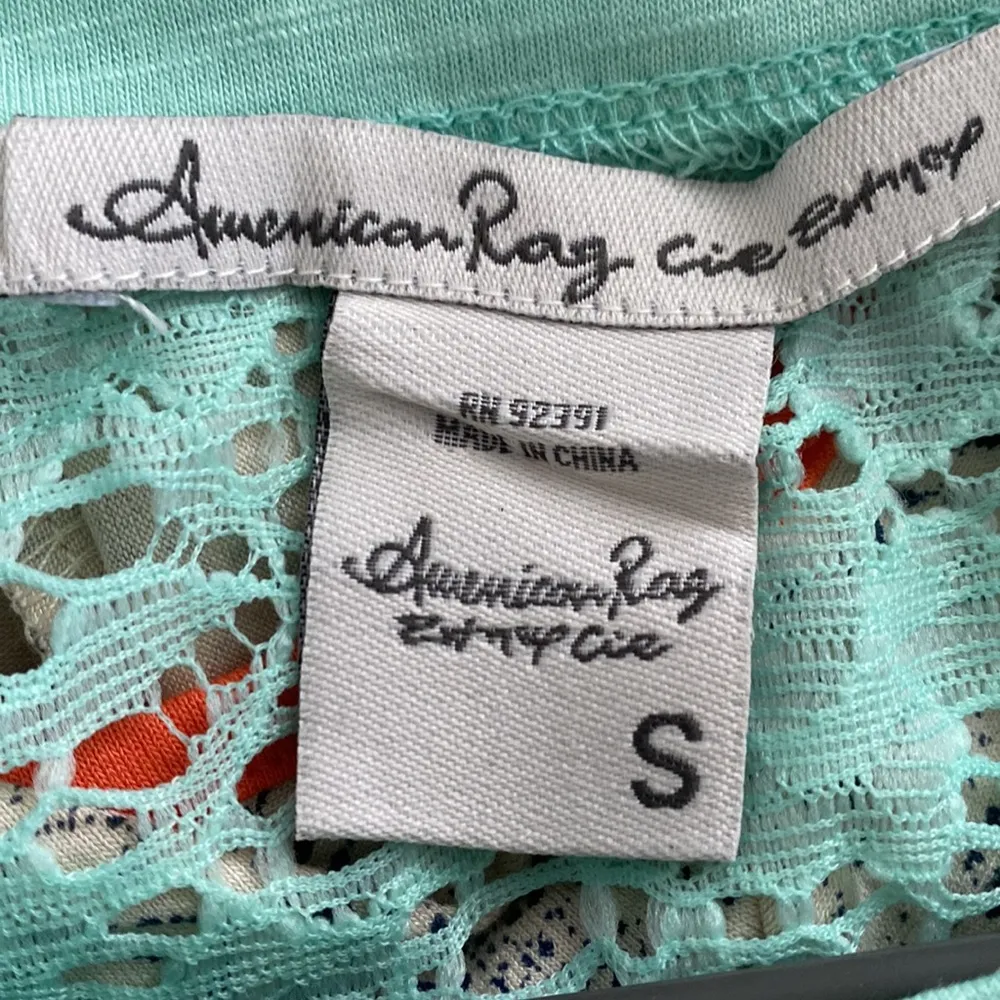 American Rag Cie
RN 92391
MADE IN CHINA
American Rag
Cie
S